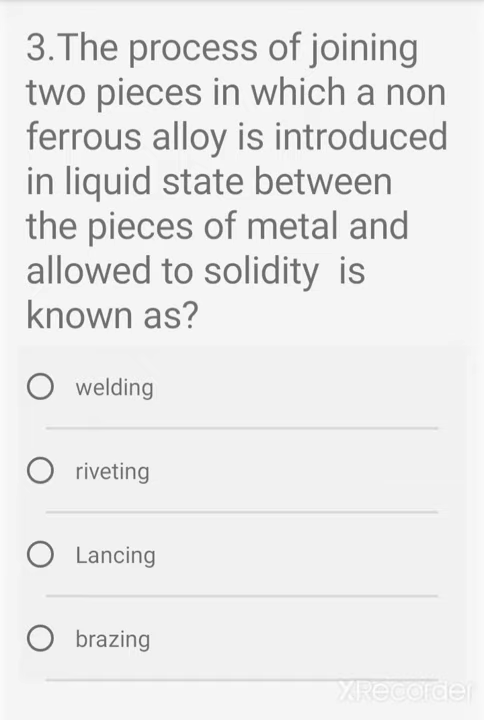 3.The process of joining
two pieces in which a non
ferrous alloy is introduced
in liquid state between
the pieces of metal and
allowed to solidity is
known as?
welding
riveting
Lancing
brazing
XRecorder